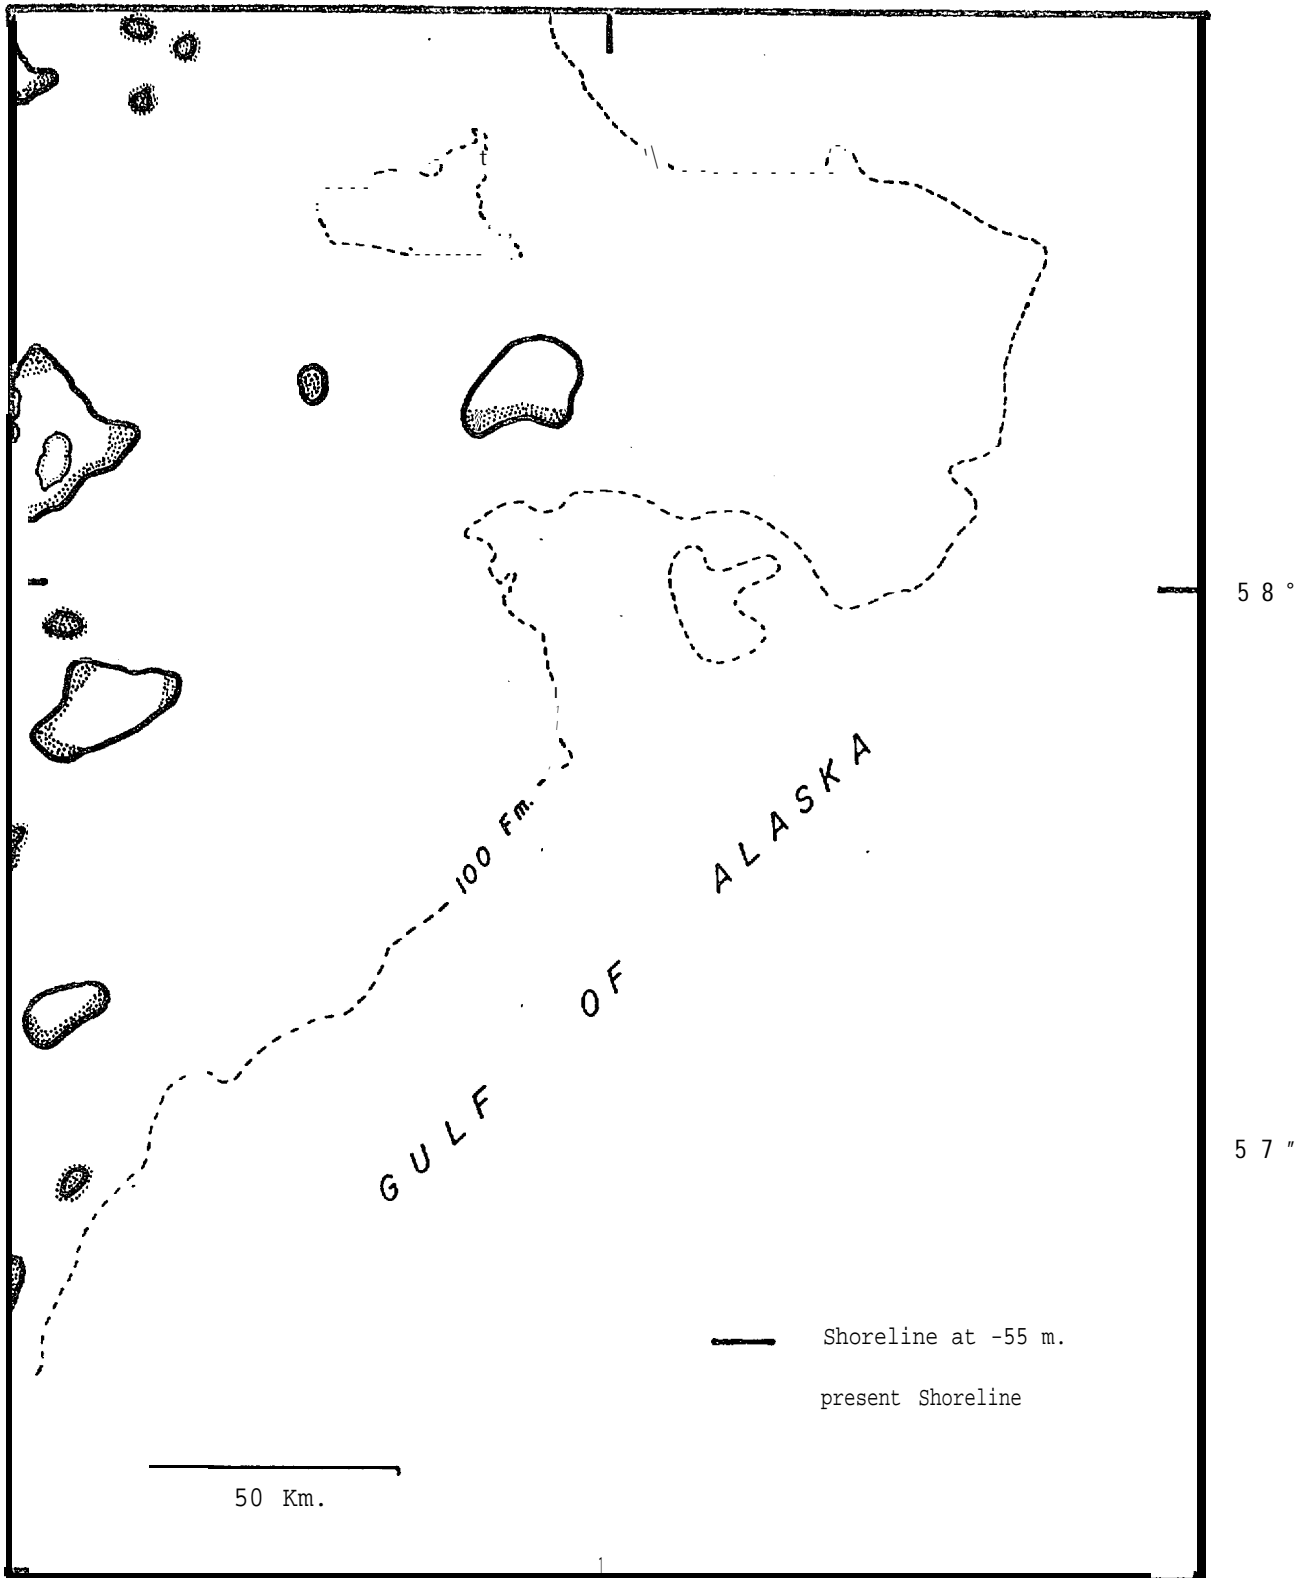 58°
100 Fm.
GULF OF ALASKA
57"
Shoreline at -55 m.
present Shoreline
50 Km.